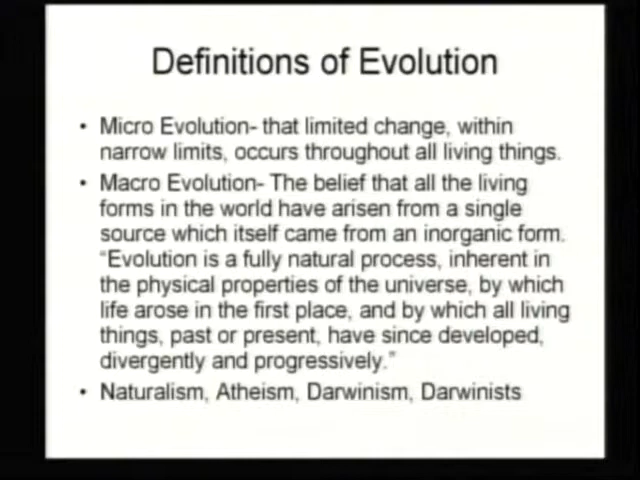 Definitions of Evolution
• Micro Evolution- that limited change, within
narrow limits, occurs throughout all living things.
• Macro Evolution- The belief that all the living
forms in the world have arisen from a single
source which itself came from an inorganic form.
"Evolution is a fully natural process, inherent in
the physical properties of the universe, by which
life arose in the first place, and by which all living
things, past or present, have since developed,
divergently and progressively."
• Naturalism, Atheism, Darwinism, Darwinists